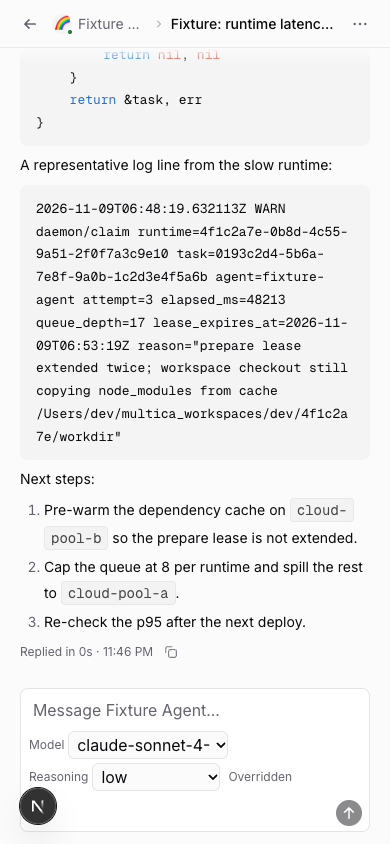 Fixture ... > Fixture: runtime latenc...
return nil, nil
}
return &task, err
}
A representative log line from the slow runtime:
2026-11-09T06:48:19.632113Z WARN
daemon/claim runtime=4f1c2a7e-0b8d-4c55-
9a51-2f0f7a3c9e10 task=0193c2d4-5b6a-
7e8f-9a0b-1c2d3e4f5a6b agent=fixture-
agent attempt=3 elapsed_ms=48213
queue_depth=17 lease_expires_at=2026-11-
09T06:53:19Z reason="prepare lease
extended twice; workspace checkout still
copying node_modules from cache
/Users/dev/multica_workspaces/dev/4f1c2a
7e/workdir"
Next steps:
1. Pre-warm the dependency cache on cloud-
pool-b so the prepare lease is not extended.
2. Cap the queue at 8 per runtime and spill the rest
to cloud-pool-a.
3. Re-check the p95 after the next deploy.
Replied in 0s · 11:46 PM
Message Fixture Agent...
Model claude-sonnet-4-
Reasoning low Overridden
N